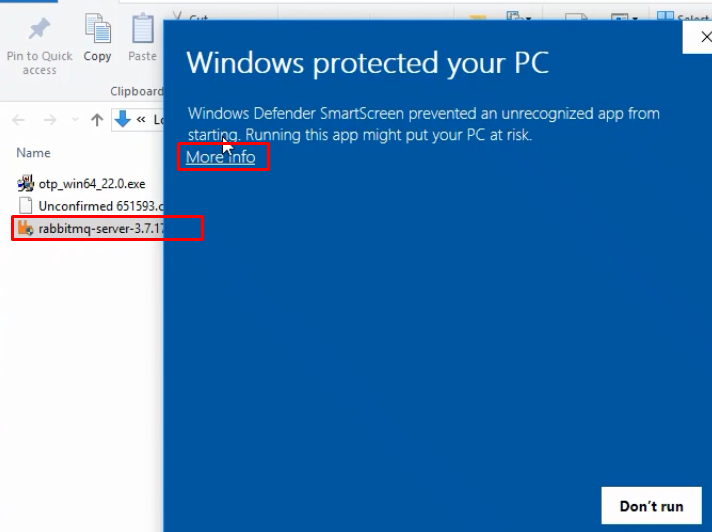 Cut
Select
Pin to Quick
access
Copy
Paste
Clipboard
Windows protected your PC
Windows Defender SmartScreen prevented an unrecognized app from
starting. Running this app might put your PC at risk.
More info
«
Name
otp_win64_22.0.exe
Unconfirmed 651593.c
rabbitmq-server-3.7.17
Don't run